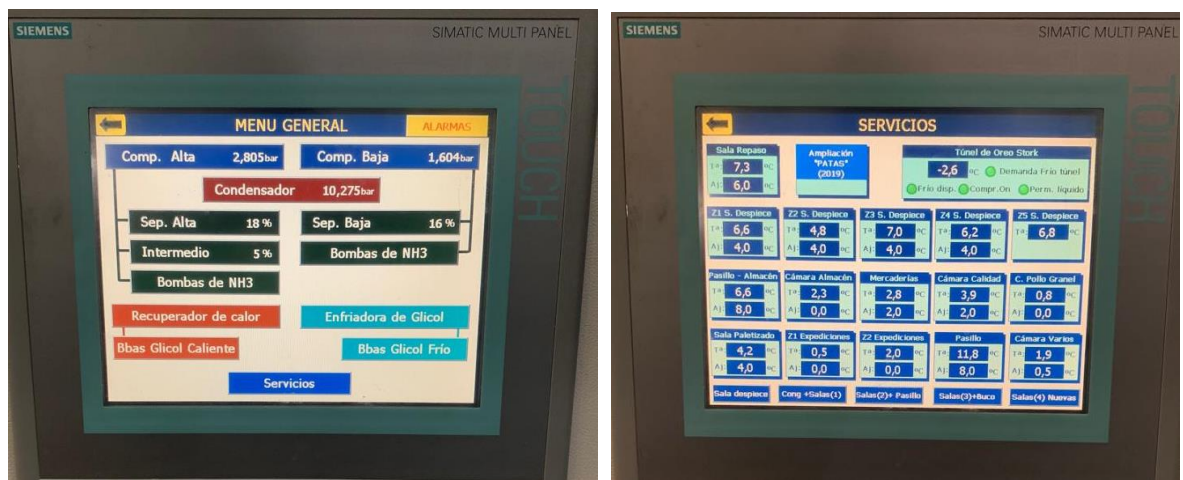 SIEMENS
SIMATIC MULTI PANEL
TOUCH
MENU GENERAL
ALARMAS
Comp. Alta 2,805 bar
Comp. Baja 1,604 bar
Condensador 10,275 bar
Sep. Alta 18 %
Sep. Baja 16 %
Intermedio 5 %
Bombas de NH3
Bombas de NH3
Recuperador de calor
Enfriadora de Glicol
Bbas Glicol Caliente
Bbas Glicol Frío
Servicios
SIEMENS
SIMATIC MULTI PANEL
TOUCH
SERVICIOS
Sala Repaso
Tª: 7,3 ºC
Aj: 6,0 ºC
Ampliación
"PATAS"
(2019)
Túnel de Oreo Stork
-2,6 ºC Demanda Frío túnel
Frío disp. Compr.On Perm. líquido
Z1 S. Despiece
Tª: 6,6 ºC
Aj: 4,0 ºC
Z2 S. Despiece
Tª: 4,8 ºC
Aj: 4,0 ºC
Z3 S. Despiece
Tª: 7,0 ºC
Aj: 4,0 ºC
Z4 S. Despiece
Tª: 6,2 ºC
Aj: 4,0 ºC
Z5 S. Despiece
Tª: 6,8 ºC
Pasillo - Almacén
Tª: 6,6 ºC
Aj: 8,0 ºC
Cámara Almacén
Tª: 2,3 ºC
Aj: 0,0 ºC
Mercaderías
Tª: 2,8 ºC
Aj: 2,0 ºC
Cámara Calidad
Tª: 3,9 ºC
Aj: 2,0 ºC
C. Pollo Granel
Tª: 0,8 ºC
Aj: 0,0 ºC
Sala Paletizado
Tª: 4,2 ºC
Aj: 4,0 ºC
Z1 Expediciones
Tª: 0,5 ºC
Aj: 0,0 ºC
Z2 Expediciones
Tª: 2,0 ºC
Aj: 0,0 ºC
Pasillo
Tª: 11,8 ºC
Aj: 8,0 ºC
Cámara Varios
Tª: 1,9 ºC
Aj: 0,5 ºC
Sala despiece
Cong +Salas(1)
Salas(2)+ Pasillo
Salas(3)+Buco
Salas(4) Nuevas